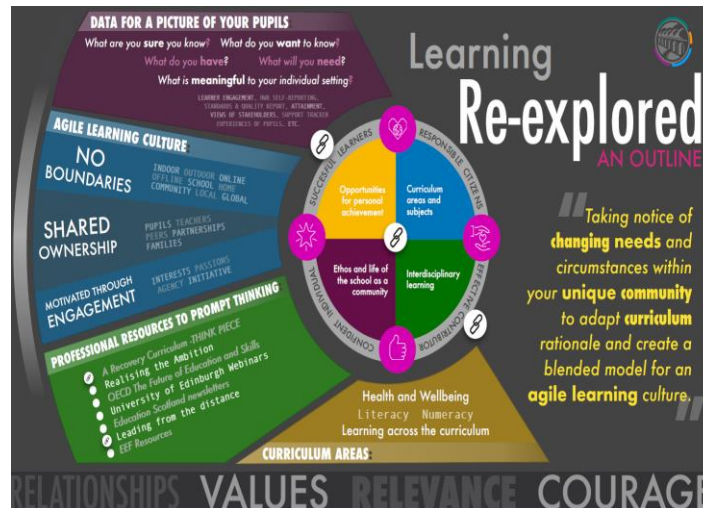 DATA FOR A PICTURE OF YOUR PUPILS
What are you sure you know? What do you want to know?
What do you have? What will you need?
What is meaningful to your individual setting?
LEARNER ENGAGEMENT, HWB SELF-REPORTING,
STANDARDS & QUALITY REPORT, ATTAINMENT,
VIEWS OF STAKEHOLDERS, SUPPORT TRACKER
EXPERIENCES OF PUPILS, ETC.
Learning
Re-explored
AN OUTLINE
AGILE LEARNING CULTURE:
NO
BOUNDARIES
INDOOR OUTDOOR ONLINE
OFFLINE SCHOOL HOME
COMMUNITY LOCAL GLOBAL
SHARED
OWNERSHIP
PUPILS TEACHERS
PEERS PARTNERSHIPS
FAMILIES
MOTIVATED THROUGH
ENGAGEMENT
INTERESTS PASSIONS
AGENCY INITIATIVE
SUCCESSFUL LEARNERS
RESPONSIBLE CITIZENS
CONFIDENT INDIVIDUAL
EFFECTIVE CONTRIBUTOR
Opportunities
for personal
achievement
Curriculum
areas and
subjects
Ethos and life of
the school as a
community
Interdisciplinary
learning
"Taking notice of
changing needs and
circumstances within
your unique community
to adapt curriculum
rationale and create a
blended model for an
agile learning culture."
PROFESSIONAL RESOURCES TO PROMPT THINKING:
A Recovery Curriculum -THINK PIECE
Realising the Ambition
OECD The Future of Education and Skills
University of Edinburgh Webinars
Education Scotland newsletters
Leading from the distance
EEF Resources
Health and Wellbeing
Literacy Numeracy
Learning across the curriculum
CURRICULUM AREAS:
RELATIONSHIPS VALUES RELEVANCE COURAGE